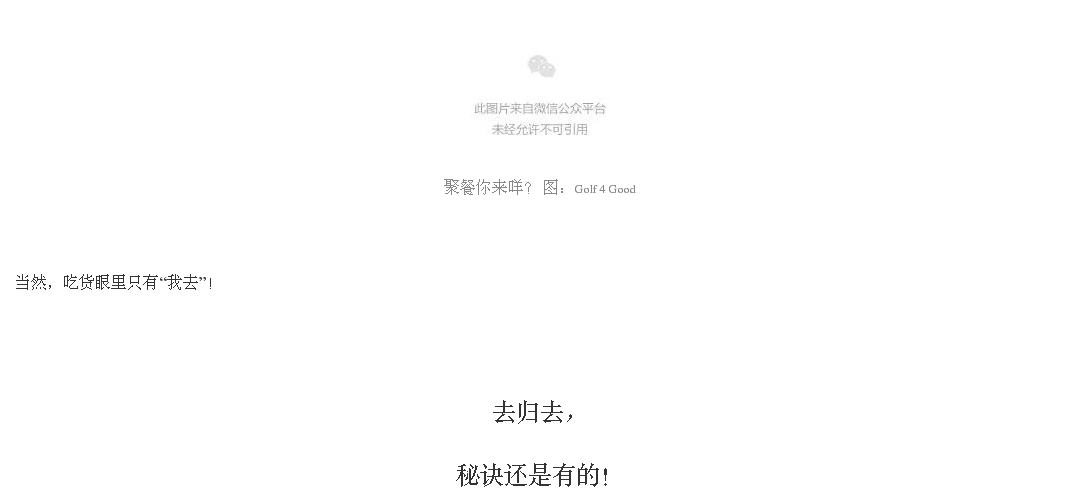 此图片来自微信公众平台
未经允许不可引用
聚餐你来咩？图：Golf 4 Good
当然，吃货眼里只有“我去”！
去归去，
秘诀还是有的！